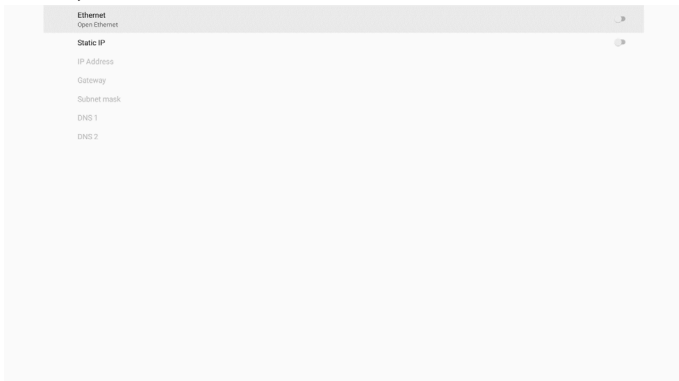 Ethernet
Open Ethernet
Static IP
IP Address
Gateway
Subnet mask
DNS 1
DNS 2